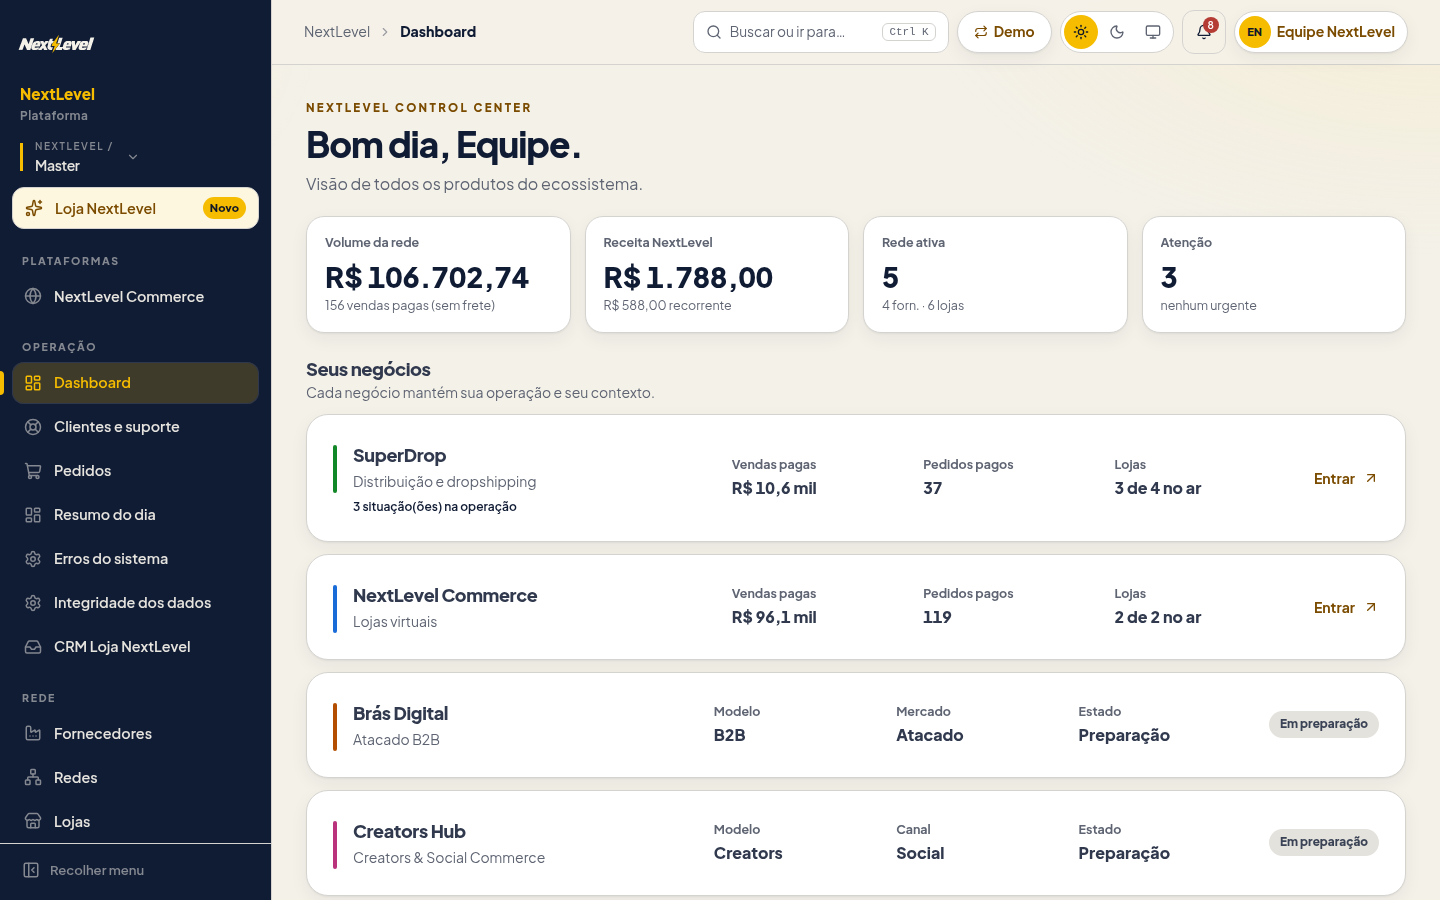 NextLevel
NextLevel
Plataforma
NEXTLEVEL /
Master
Loja NextLevel
Novo
PLATAFORMAS
NextLevel Commerce
OPERAÇÃO
Dashboard
Clientes e suporte
Pedidos
Resumo do dia
Erros do sistema
Integridade dos dados
CRM Loja NextLevel
REDE
Fornecedores
Redes
Lojas
Recolher menu
NextLevel > Dashboard
Buscar ou ir para...
Ctrl K
Demo
8
EN
Equipe NextLevel
NEXTLEVEL CONTROL CENTER
Bom dia, Equipe.
Visão de todos os produtos do ecossistema.
Volume da rede
R$ 106.702,74
156 vendas pagas (sem frete)
Receita NextLevel
R$ 1.788,00
R$ 588,00 recorrente
Rede ativa
5
4 forn. · 6 lojas
Atenção
3
nenhum urgente
Seus negócios
Cada negócio mantém sua operação e seu contexto.
SuperDrop
Distribuição e dropshipping
3 situação(ões) na operação
Vendas pagas
R$ 10,6 mil
Pedidos pagos
37
Lojas
3 de 4 no ar
Entrar
NextLevel Commerce
Lojas virtuais
Vendas pagas
R$ 96,1 mil
Pedidos pagos
119
Lojas
2 de 2 no ar
Entrar
Brás Digital
Atacado B2B
Modelo
B2B
Mercado
Atacado
Estado
Preparação
Em preparação
Creators Hub
Creators & Social Commerce
Modelo
Creators
Canal
Social
Estado
Preparação
Em preparação